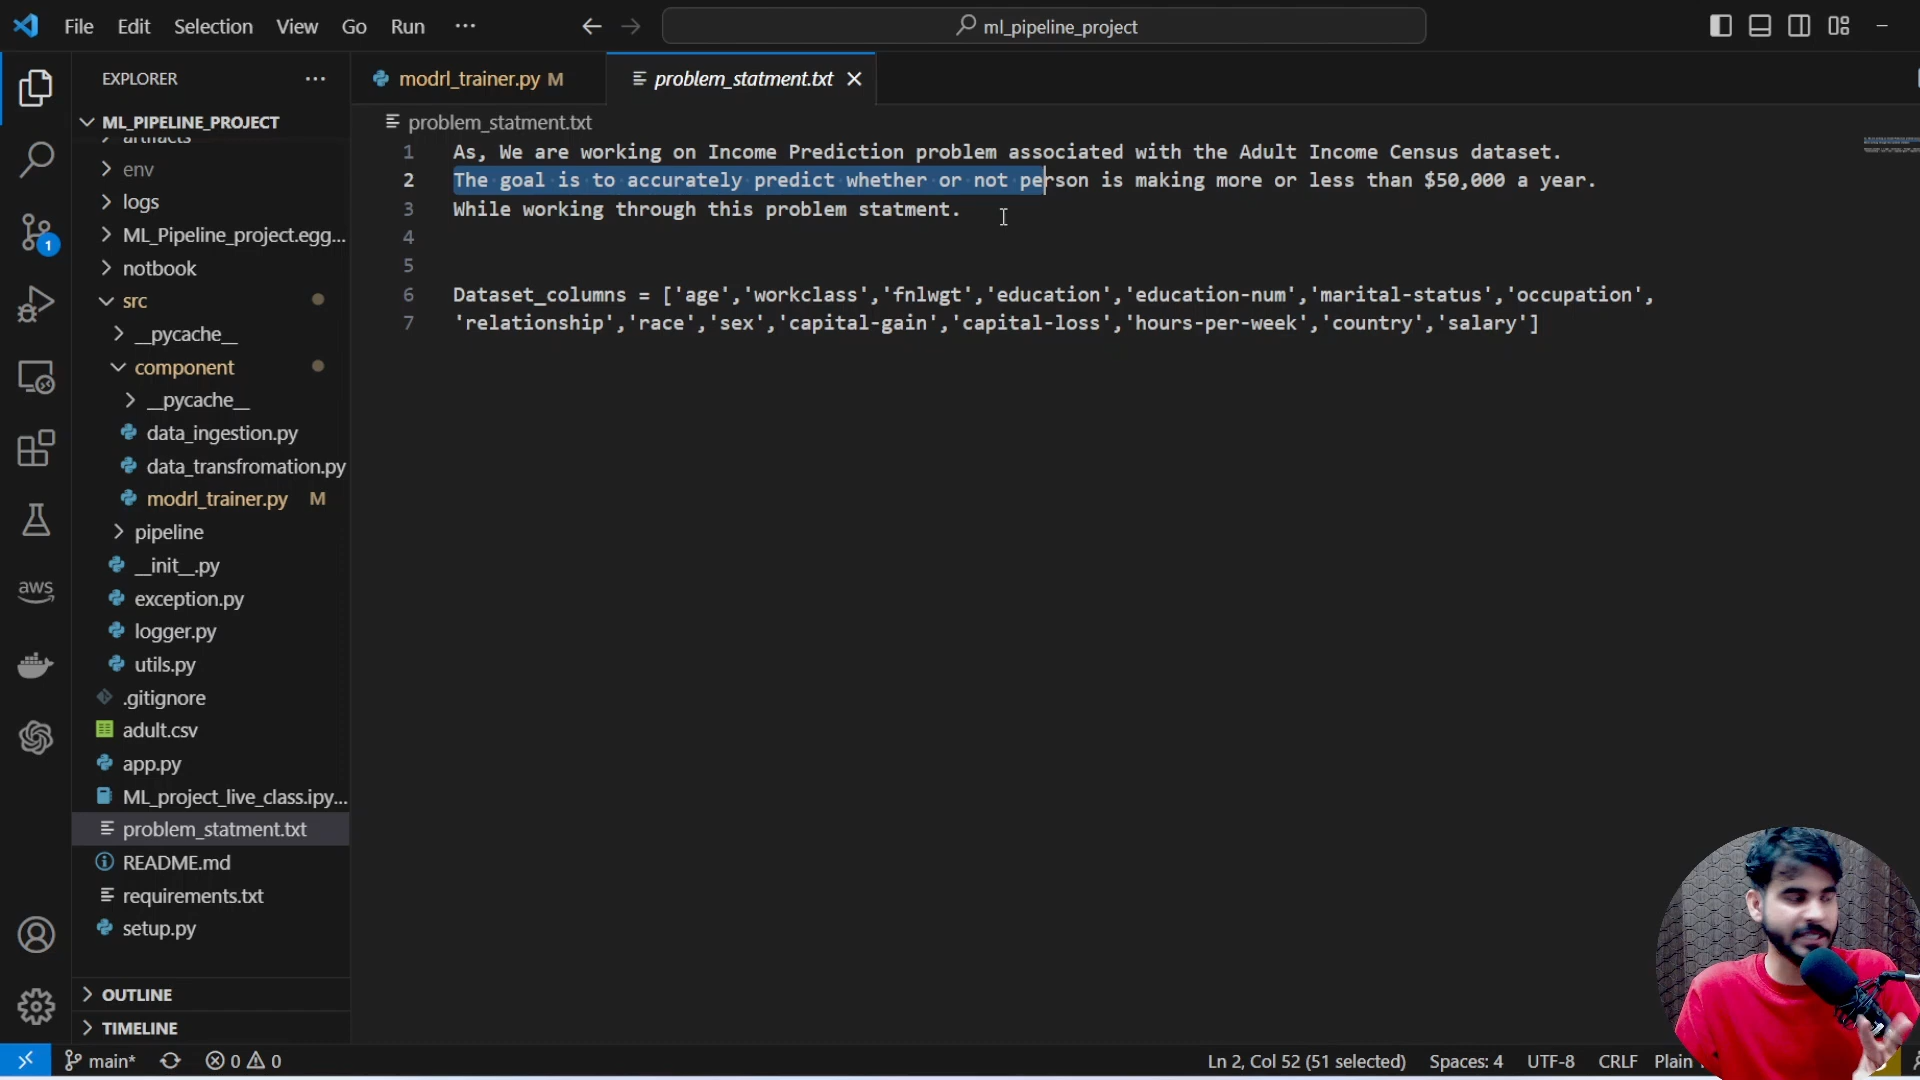 File Edit Selection View Go Run ···
ml_pipeline_project
EXPLORER
ML_PIPELINE_PROJECT
artifacts
env
logs
ML_Pipeline_project.egg...
notbook
src
__pycache__
component
__pycache__
data_ingestion.py
data_transfromation.py
modrl_trainer.py M
pipeline
__init__.py
exception.py
logger.py
utils.py
.gitignore
adult.csv
app.py
ML_project_live_class.ipy...
problem_statment.txt
README.md
requirements.txt
setup.py
OUTLINE
TIMELINE
1
aws
modrl_trainer.py M
problem_statment.txt
problem_statment.txt
1 As, We are working on Income Prediction problem associated with the Adult Income Census dataset.
2 The goal is to accurately predict whether or not person is making more or less than $50,000 a year.
3 While working through this problem statment.
4
5
6 Dataset_columns = ['age','workclass','fnlwgt','education','education-num','marital-status','occupation',
7 'relationship','race','sex','capital-gain','capital-loss','hours-per-week','country','salary']
main* 0 0 Ln 2, Col 52 (51 selected) Spaces: 4 UTF-8 CRLF Plain